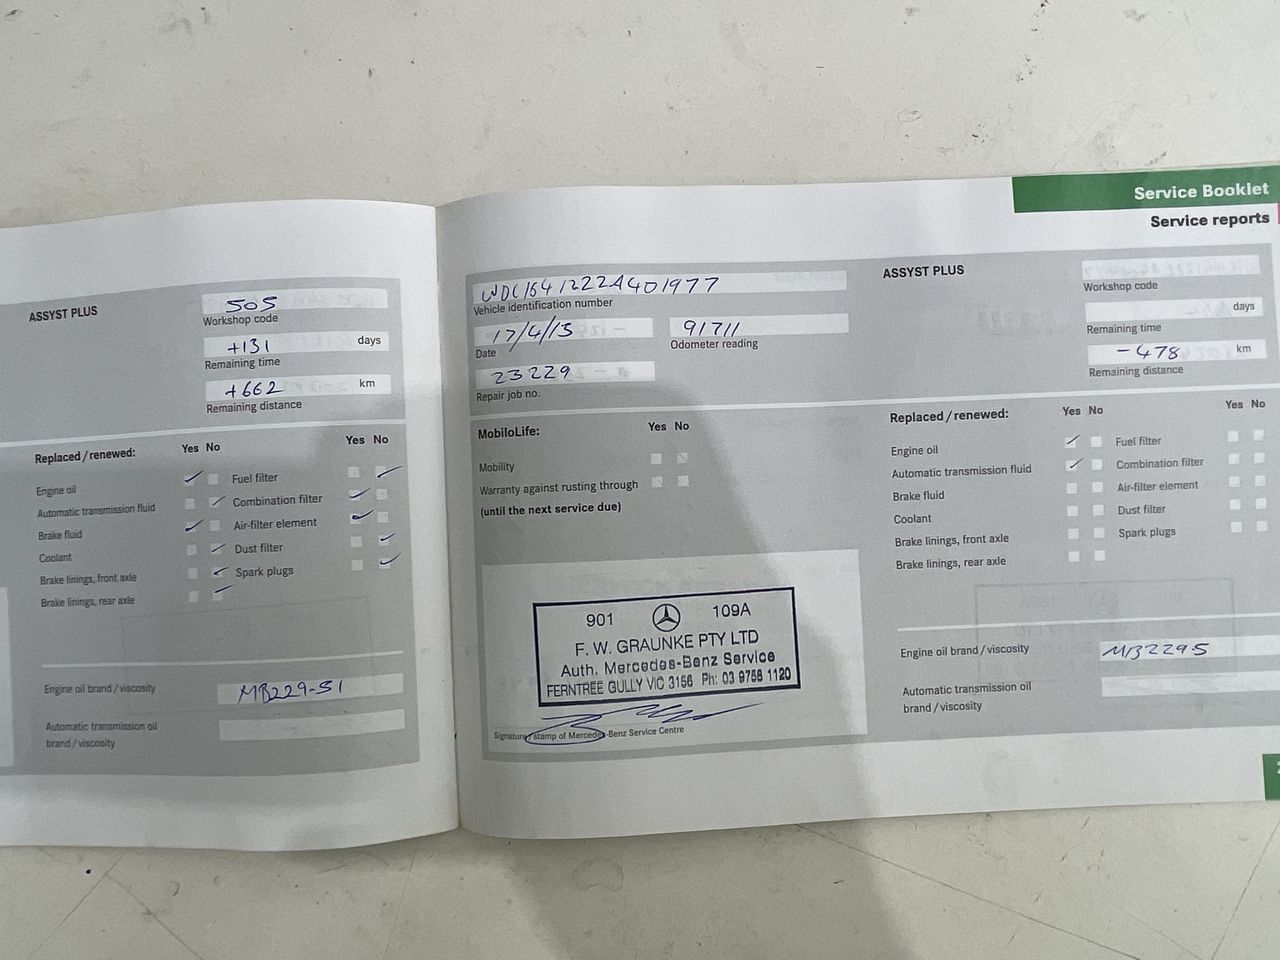 Service Booklet
Service reports
ASSYST PLUS
505
Workshop code
+131 days
Remaining time
+662 km
Remaining distance
Replaced / renewed:
Yes No
Yes No
Engine oil
Automatic transmission fluid
Brake fluid
Coolant
Brake linings, front axle
Brake linings, rear axle
Fuel filter
Combination filter
Air-filter element
Dust filter
Spark plugs
Engine oil brand / viscosity MB229-51
Automatic transmission oil
brand / viscosity
WDC1641222A401977
Vehicle identification number
17/4/13
Date
91711
Odometer reading
23229
Repair job no.
MobiloLife:
Yes No
Mobility
Warranty against rusting through
(until the next service due)
901 109A
F. W. GRAUNKE PTY LTD
Auth. Mercedes-Benz Service
FERNTREE GULLY VIC 3156 Ph: 03 9758 1120
Signature / stamp of Mercedes-Benz Service Centre
ASSYST PLUS
Workshop code
days
Remaining time
-478 km
Remaining distance
Replaced / renewed:
Yes No
Yes No
Engine oil
Automatic transmission fluid
Brake fluid
Coolant
Brake linings, front axle
Brake linings, rear axle
Fuel filter
Combination filter
Air-filter element
Dust filter
Spark plugs
Engine oil brand / viscosity MB2295
Automatic transmission oil
brand / viscosity